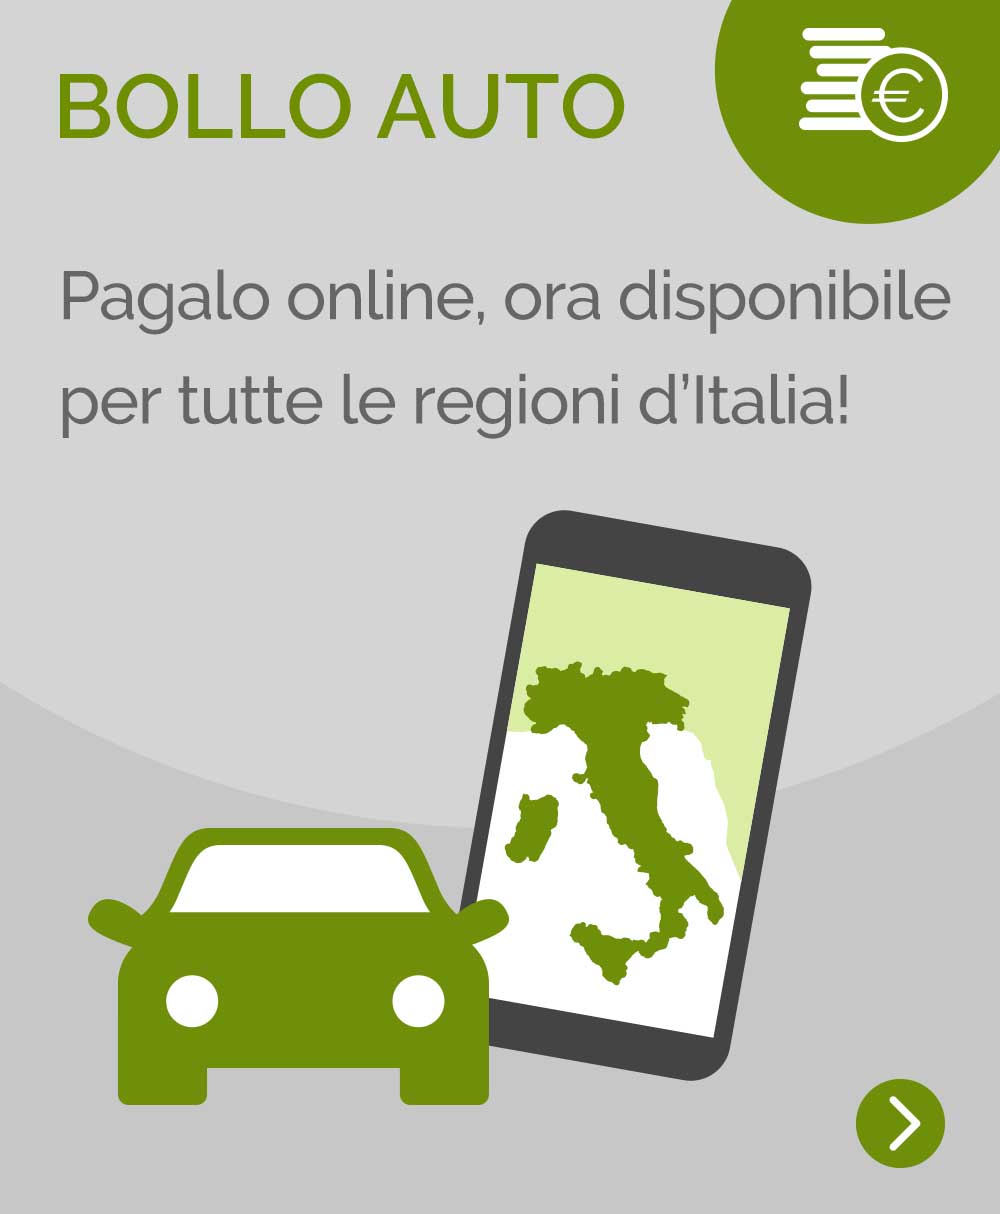 BOLLO AUTO
Pagalo online, ora disponibile
per tutte le regioni d’Italia!